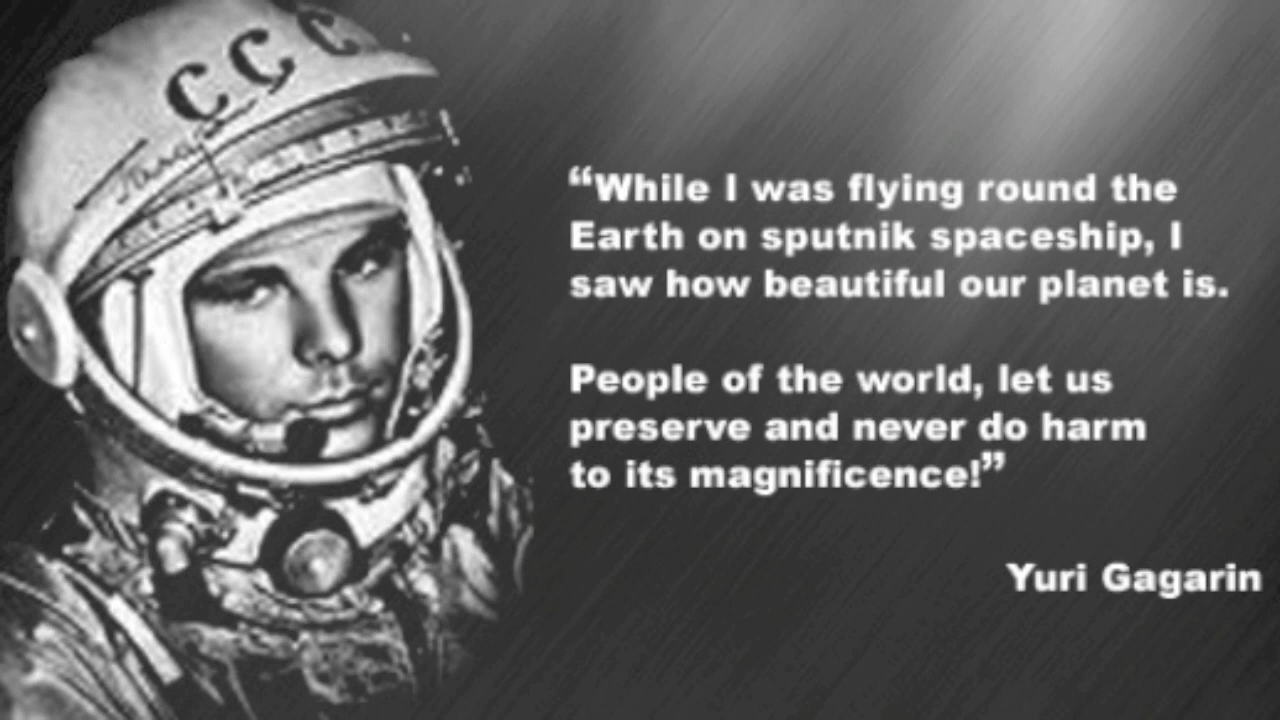 CCC
“While I was flying round the
Earth on sputnik spaceship, I
saw how beautiful our planet is.
People of the world, let us
preserve and never do harm
to its magnificence!”
Yuri Gagarin